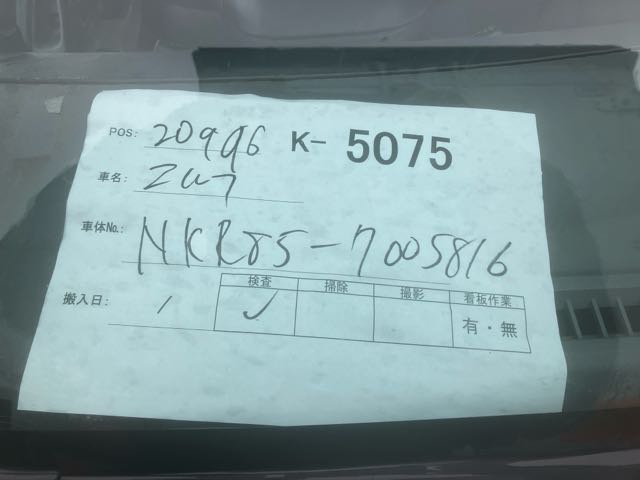 POS: 20996 K- 5075
車名: エルフ
車体No.: NKR85-7005816
検査 掃除 撮影 看板作業
搬入日: / ✓ 有・無